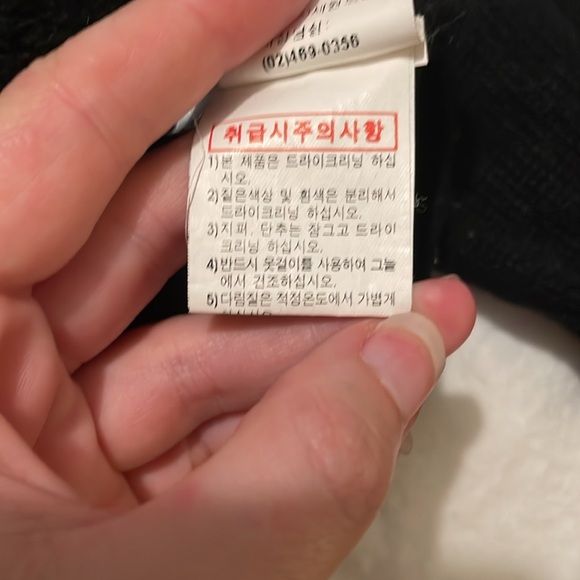 (02)469-0356
취급시주의사항
1)본 제품은 드라이크리닝 하십
시오.
2)짙은색상 및 흰색은 분리해서
드라이크리닝 하십시오.
3)지퍼, 단추는 잠그고 드라이
크리닝 하십시오.
4)반드시 옷걸이를 사용하여 그늘
에서 건조하십시오.
5)다림질은 적정온도에서 가볍게
하십시오.